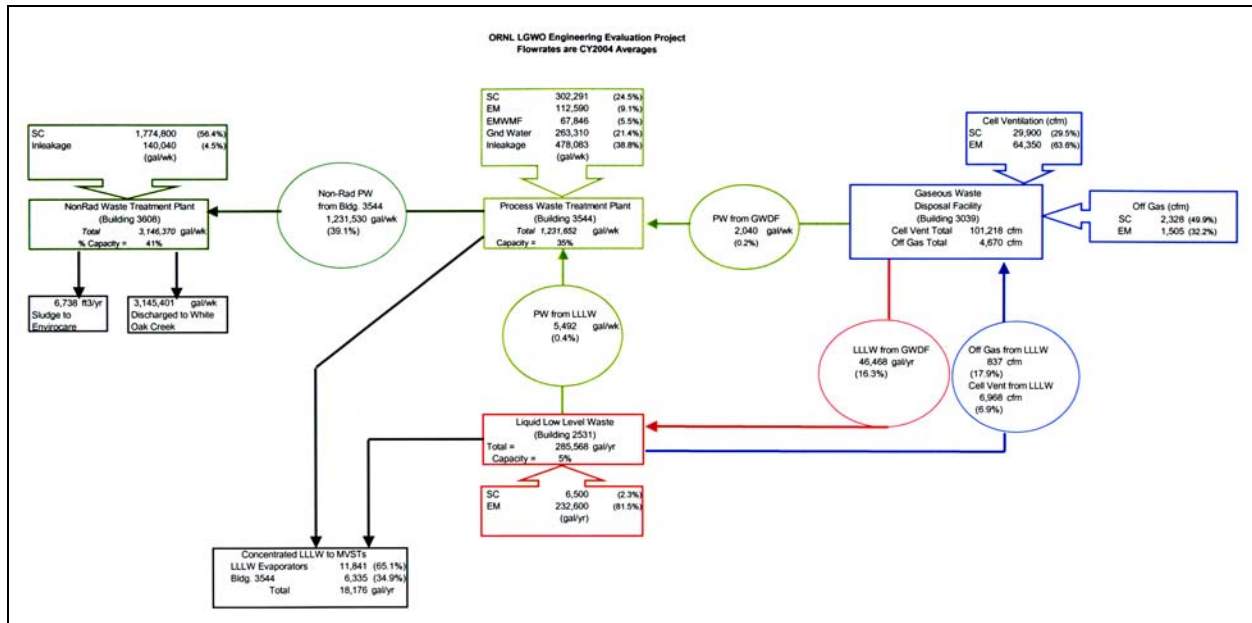 ORNL LGWO Engineering Evaluation Project
Flowrates are CY2004 Averages
SC 1,774,800 (56.4%)
Inleakage 140,040 (4.5%)
(gal/wk)
NonRad Waste Treatment Plant
(Building 3608)
Total 3,146,370 gal/wk
% Capacity = 41%
6,738 ft3/yr
Sludge to
Envirocare
3,145,401 gal/wk
Discharged to White
Oak Creek
Non-Rad PW
from Bldg. 3544
1,231,530 gal/wk
(39.1%)
SC 302,291 (24.5%)
EM 112,590 (9.1%)
EMWMF 67,846 (5.5%)
Gnd Water 263,310 (21.4%)
Inleakage 478,083 (38.8%)
(gal/wk)
Process Waste Treatment Plant
(Building 3544)
Total 1,231,652 gal/wk
Capacity = 35%
PW from GWDF
2,040 gal/wk
(0.2%)
Cell Ventilation (cfm)
SC 29,900 (29.5%)
EM 64,350 (63.6%)
Gaseous Waste
Disposal Facility
(Building 3039)
Cell Vent Total 101,218 cfm
Off Gas Total 4,670 cfm
Off Gas (cfm)
SC 2,328 (49.9%)
EM 1,505 (32.2%)
PW from LLLW
5,492 gal/wk
(0.4%)
LLLW from GWDF
46,468 gal/yr
(16.3%)
Off Gas from LLLW
837 cfm
(17.9%)
Cell Vent from LLLW
6,968 cfm
(6.9%)
Liquid Low Level Waste
(Building 2531)
Total = 285,568 gal/yr
Capacity = 5%
SC 6,500 (2.3%)
EM 232,600 (81.5%)
(gal/yr)
Concentrated LLLW to MVSTs
LLLW Evaporators 11,841 (65.1%)
Bldg. 3544 6,335 (34.9%)
Total 18,176 gal/yr